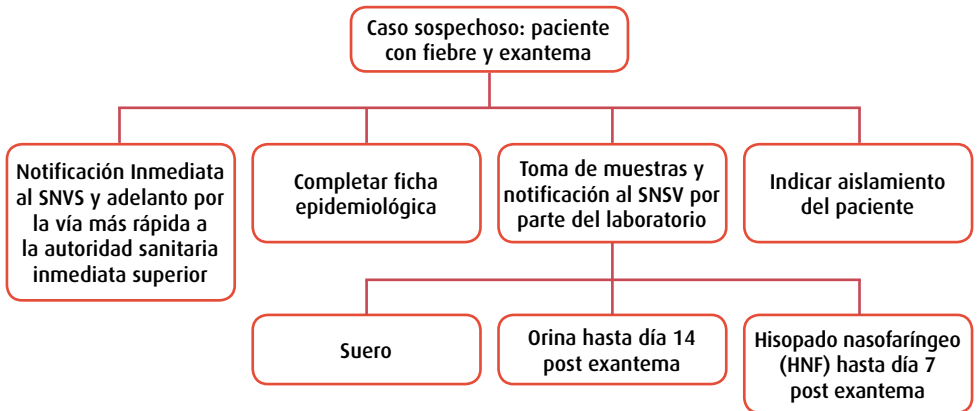 Caso sospechoso: paciente
con fiebre y exantema
Notificación Inmediata
al SNVS y adelanto por
la vía más rápida a
la autoridad sanitaria
inmediata superior
Completar ficha
epidemiológica
Toma de muestras y
notificación al SNSV por
parte del laboratorio
Indicar aislamiento
del paciente
Suero
Orina hasta día 14
post exantema
Hisopado nasofaríngeo
(HNF) hasta día 7
post exantema